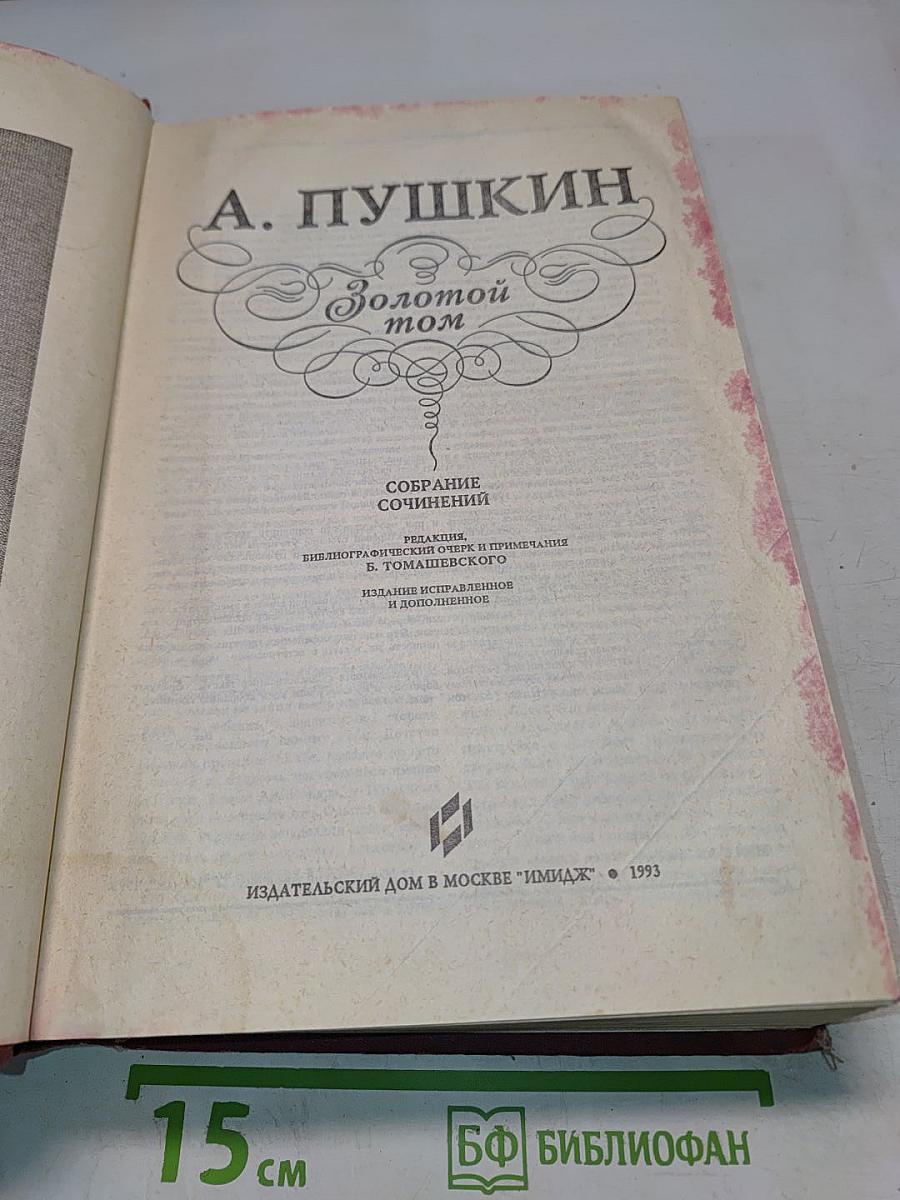 А. ПУШКИН
Золотой
том
СОБРАНИЕ
СОЧИНЕНИЙ
РЕДАКЦИЯ,
БИБЛИОГРАФИЧЕСКИЙ ОЧЕРК И ПРИМЕЧАНИЯ
Б. ТОМАШЕВСКОГО
ИЗДАНИЕ ИСПРАВЛЕННОЕ
И ДОПОЛНЕННОЕ
ИЗДАТЕЛЬСКИЙ ДОМ В МОСКВЕ "ИМИДЖ" ● 1993
15 см
БФ БИБЛИОФАН